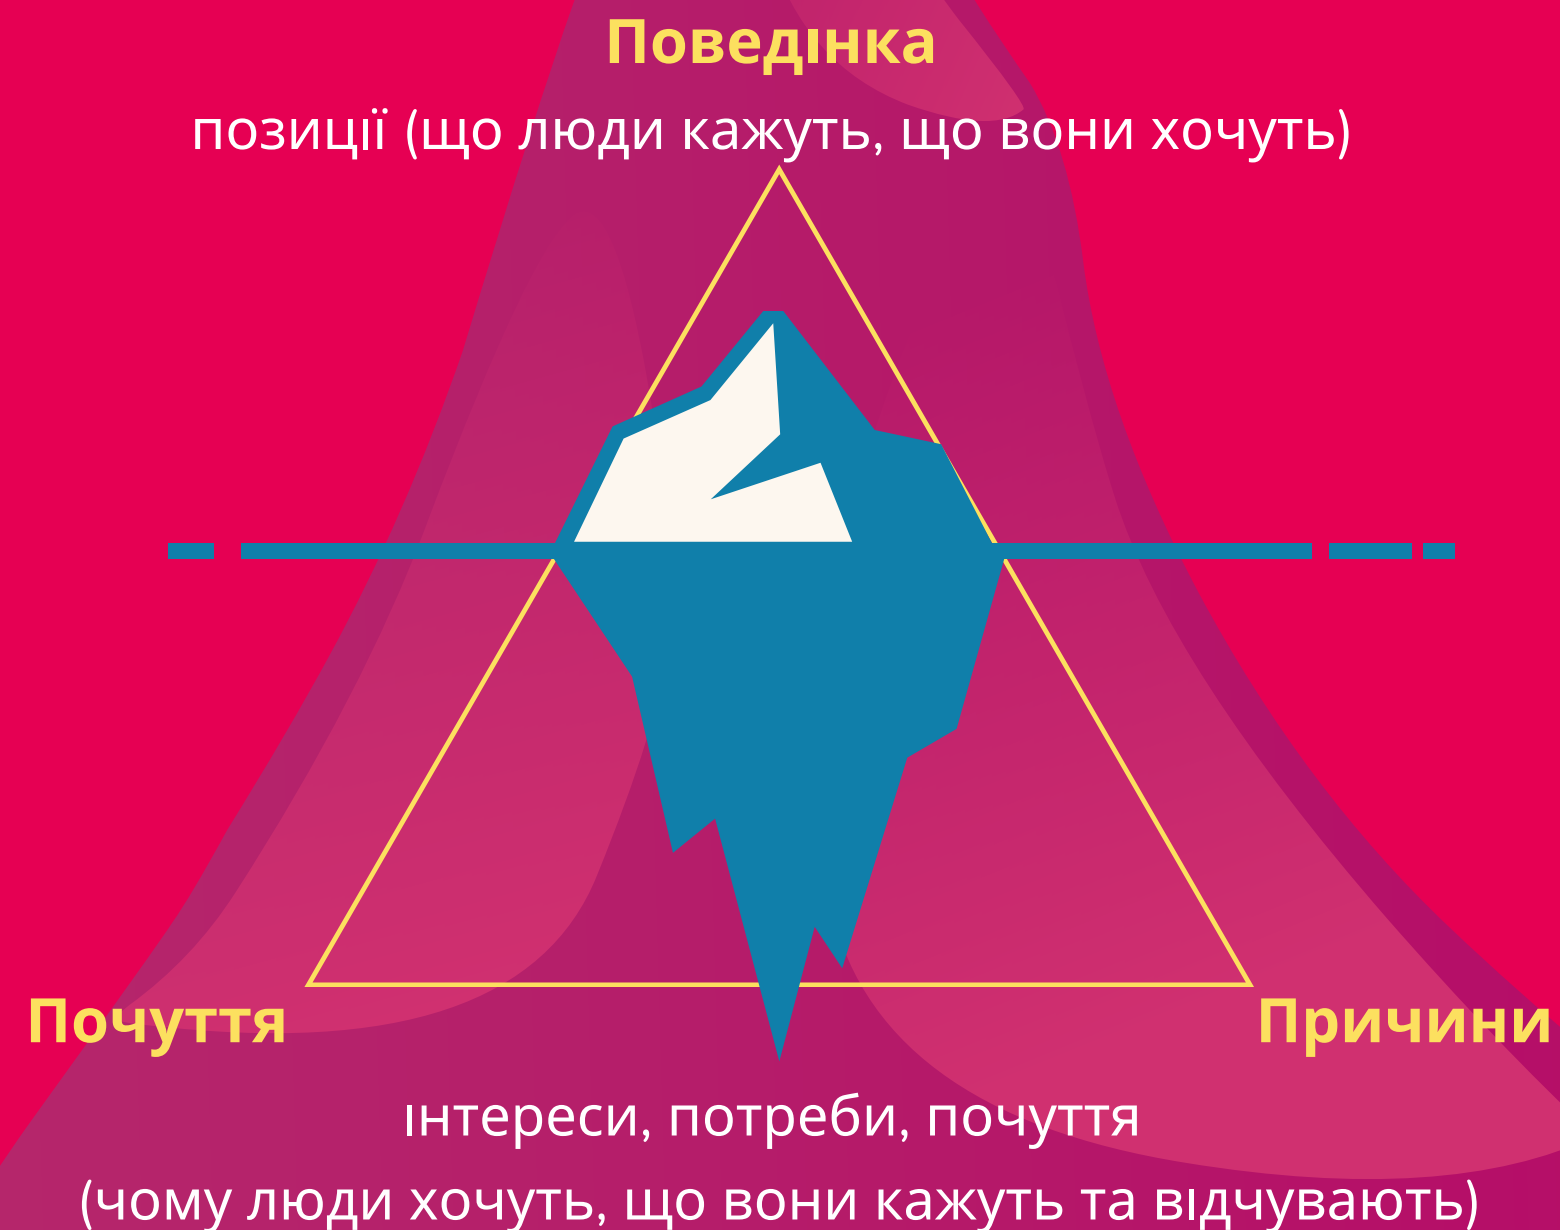 Поведінка
позиції (що люди кажуть, що вони хочуть)
Почуття
Причини
інтереси, потреби, почуття
(чому люди хочуть, що вони кажуть та відчувають)